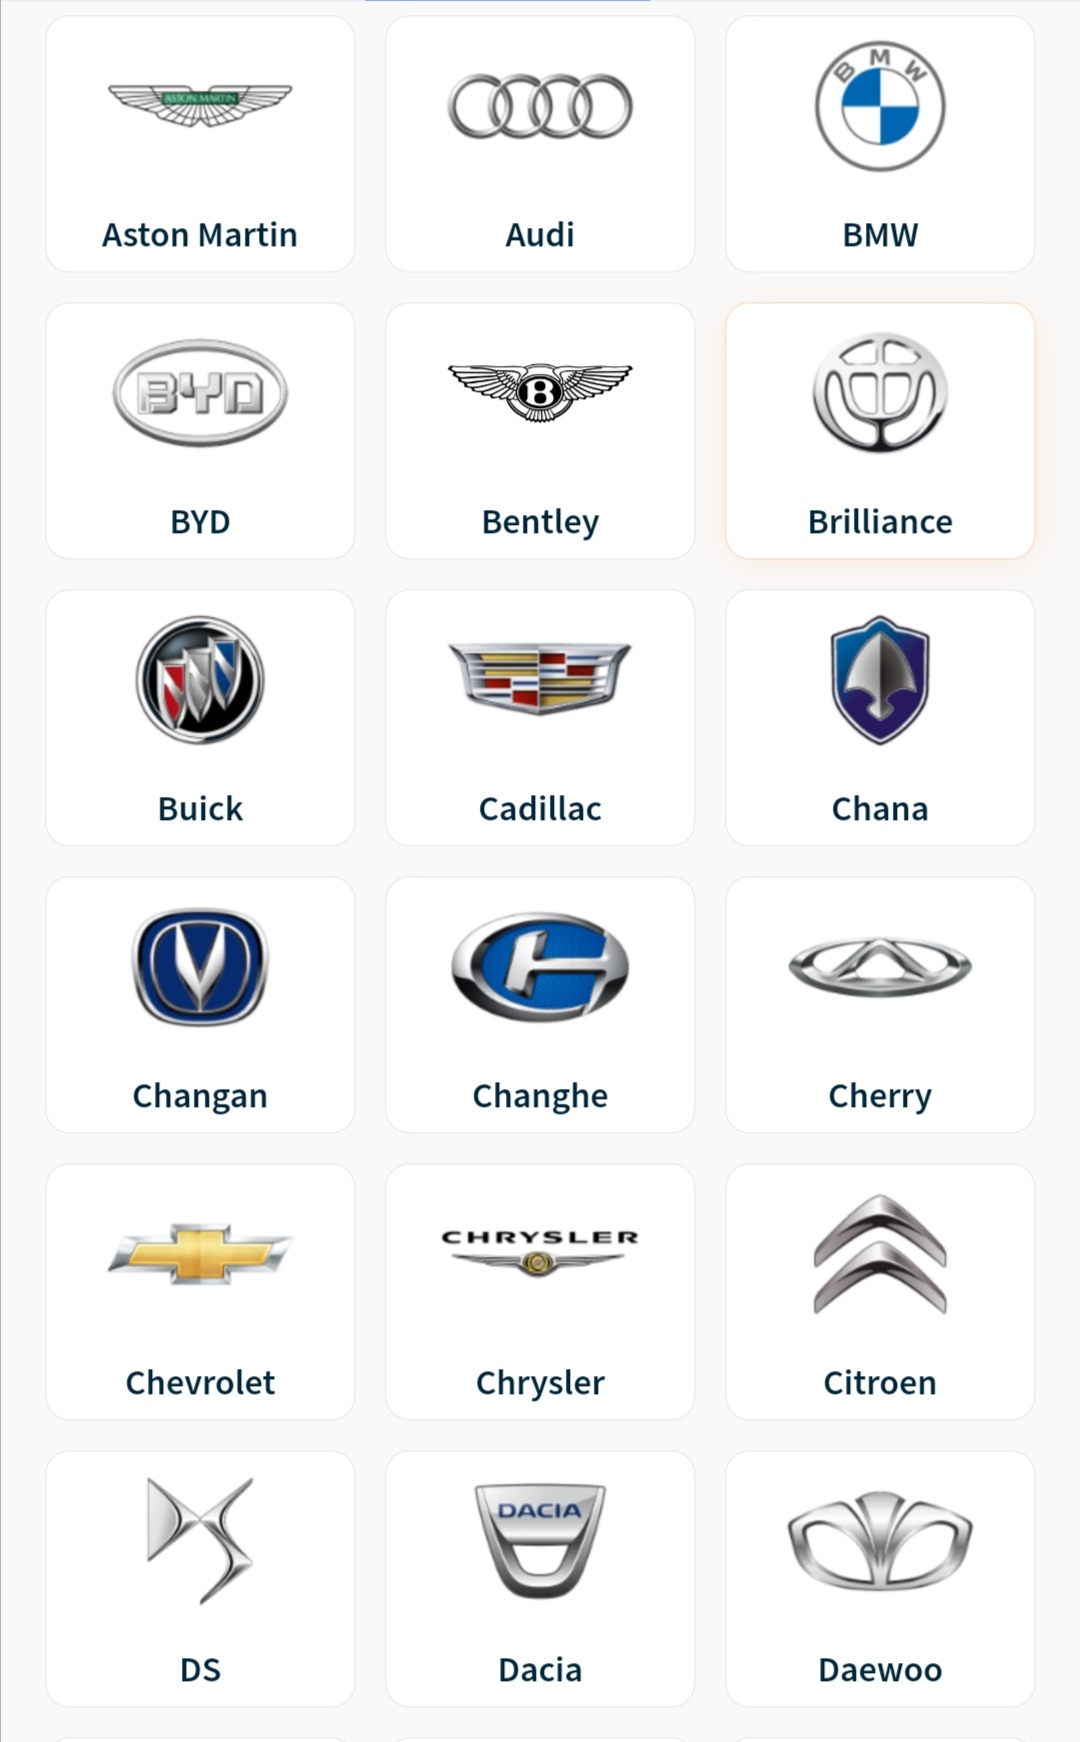 ASTON MARTIN
BMW
Aston Martin
Audi
BMW
BYD
B
BYD
Bentley
Brilliance
Buick
Cadillac
Chana
Changan
Changhe
Cherry
CHRYSLER
Chevrolet
Chrysler
Citroen
DACIA
DS
Dacia
Daewoo